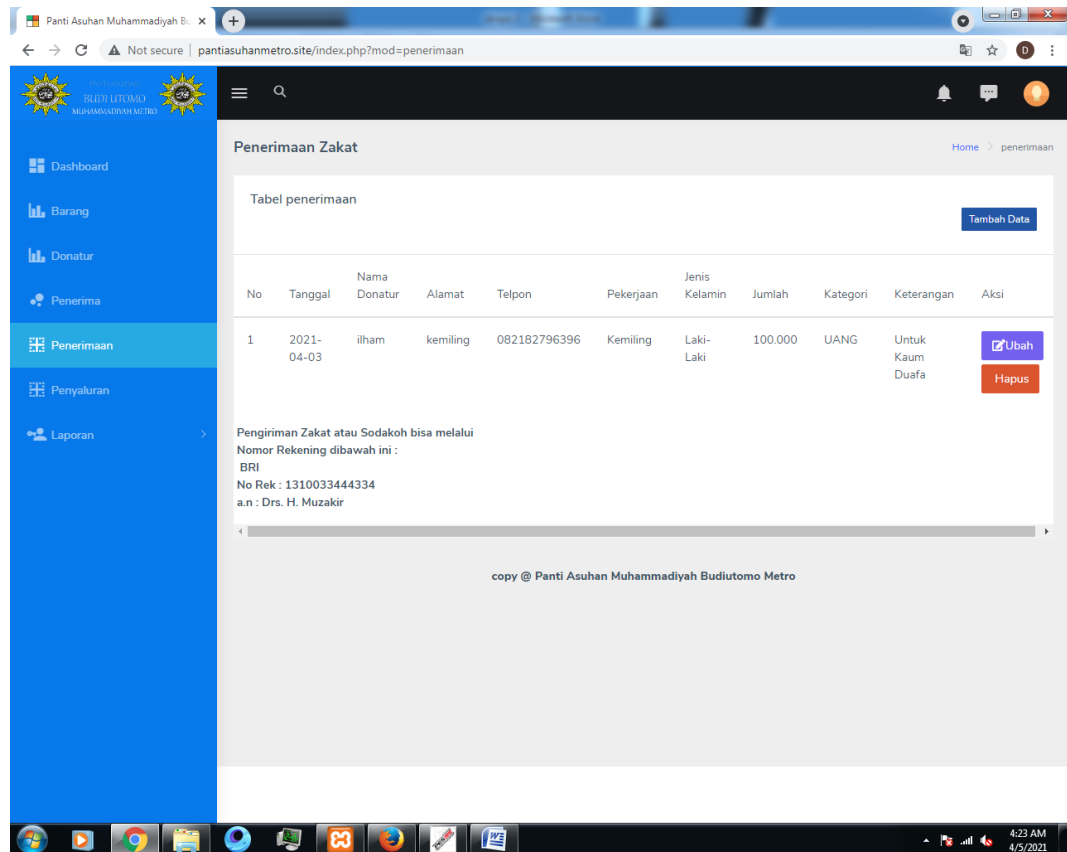 Panti Asuhan Muhammadiyah Bu
Not secure | pantiasuhanmetro.site/index.php?mod=penerimaan
D
BUDI UTOMO
MUHAMMADIYAH METRO
Dashboard
Barang
Donatur
Penerima
Penerimaan
Penyaluran
Laporan
Penerimaan Zakat
Home > penerimaan
Tabel penerimaan
Tambah Data
No Tanggal Nama Donatur Alamat Telpon Pekerjaan Jenis Kelamin Jumlah Kategori Keterangan Aksi
1 2021-04-03 ilham kemiling 082182796396 Kemiling Laki-Laki 100.000 UANG Untuk Kaum Duafa Ubah
Hapus
Pengiriman Zakat atau Sodakoh bisa melalui
Nomor Rekening dibawah ini :
BRI
No Rek : 1310033444334
a.n : Drs. H. Muzakir
copy @ Panti Asuhan Muhammadiyah Budiutomo Metro
4:23 AM
4/5/2021